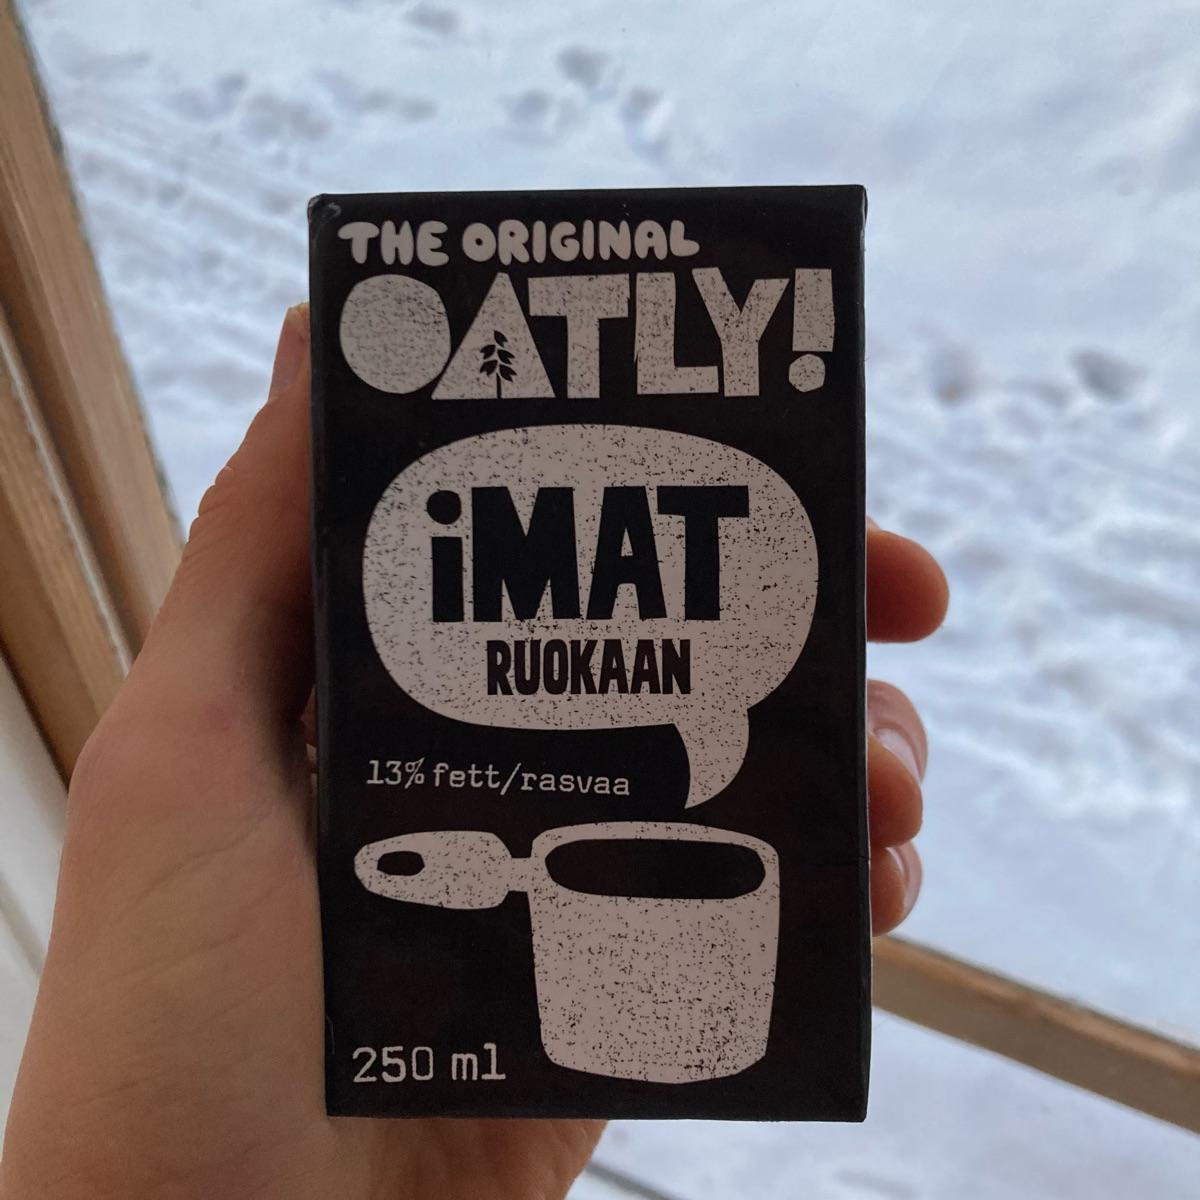 THE ORIGINAL
OATLY!
iMAT
RUOKAAN
13% fett/rasvaa
250 ml